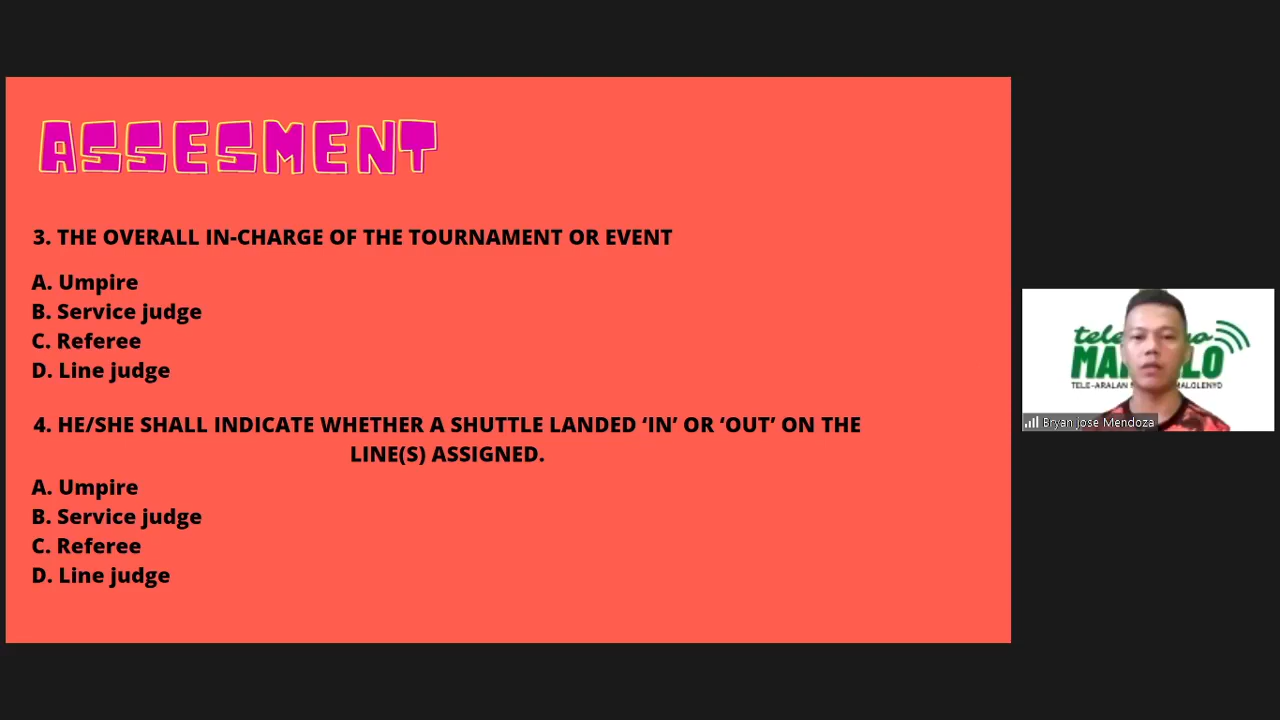 ASSESMENT
3. THE OVERALL IN-CHARGE OF THE TOURNAMENT OR EVENT
A. Umpire
B. Service judge
C. Referee
D. Line judge
4. HE/SHE SHALL INDICATE WHETHER A SHUTTLE LANDED ‘IN’ OR ‘OUT’ ON THE
LINE(S) ASSIGNED.
A. Umpire
B. Service judge
C. Referee
D. Line judge
Bryan jose Mendoza